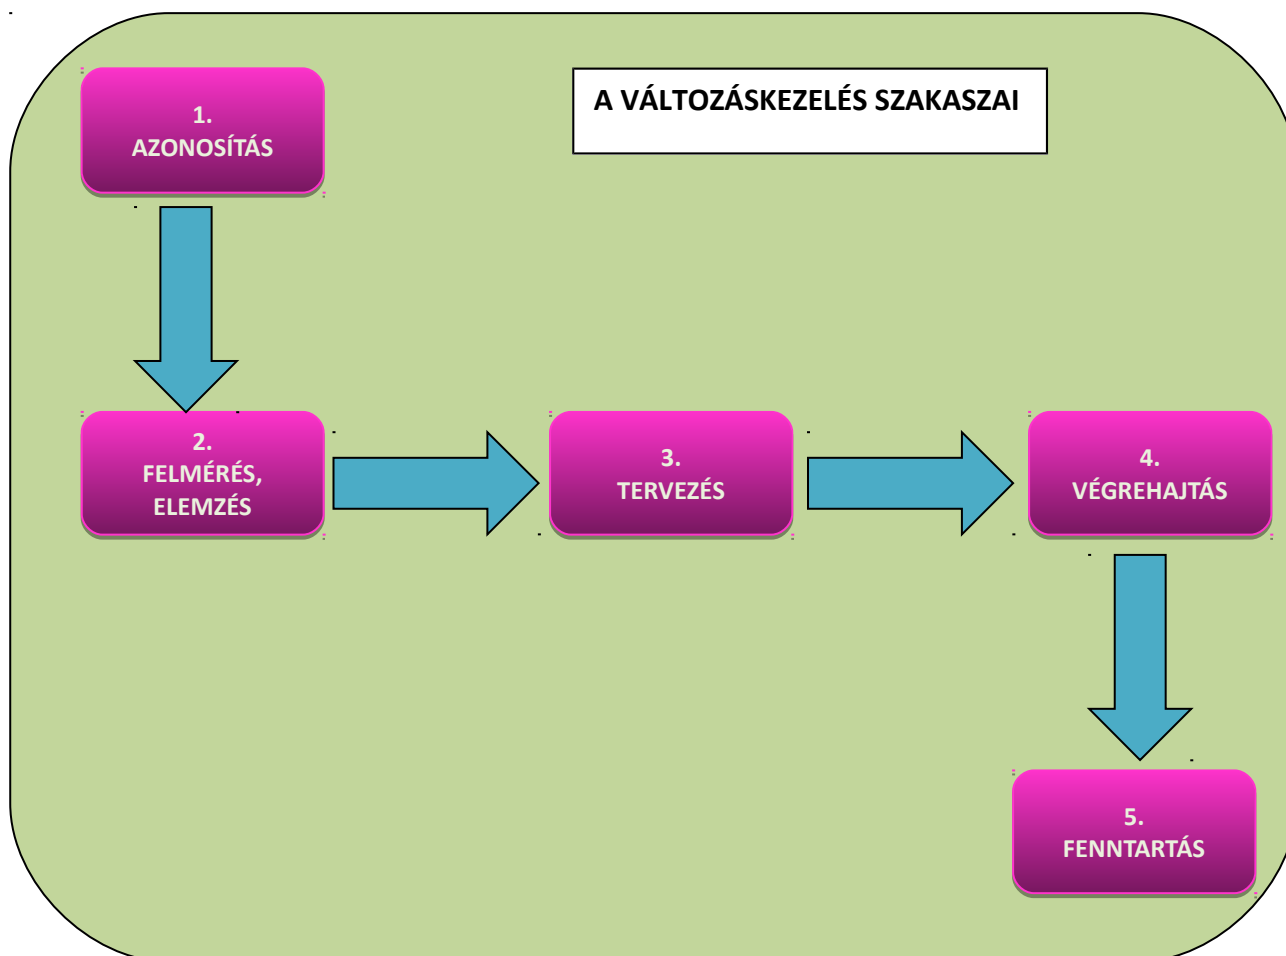 A VÁLTOZÁSKEZELÉS SZAKASZAI
1.
AZONOSÍTÁS
2.
FELMÉRÉS,
ELEMZÉS
3.
TERVEZÉS
4.
VÉGREHAJTÁS
5.
FENNTARTÁS